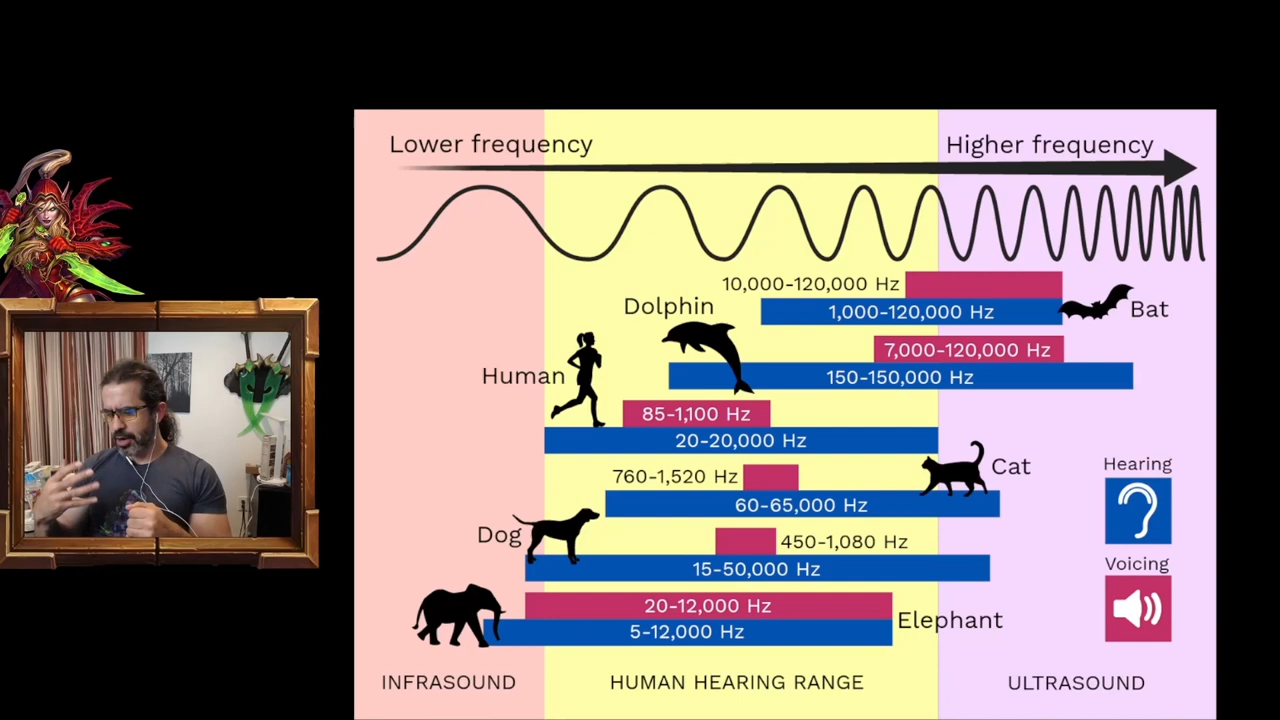 Lower frequency
Higher frequency
10,000-120,000 Hz
Dolphin
1,000-120,000 Hz
Bat
7,000-120,000 Hz
Human
150-150,000 Hz
85-1,100 Hz
20-20,000 Hz
Cat
Hearing
760-1,520 Hz
60-65,000 Hz
Dog
450-1,080 Hz
Voicing
15-50,000 Hz
20-12,000 Hz
Elephant
5-12,000 Hz
INFRASOUND
HUMAN HEARING RANGE
ULTRASOUND